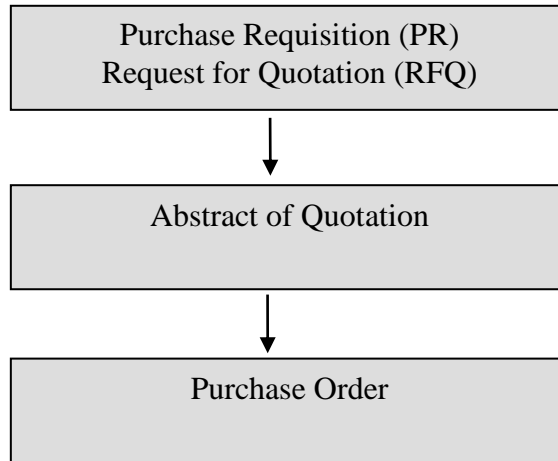 Purchase Requisition (PR)
Request for Quotation (RFQ)
Abstract of Quotation
Purchase Order